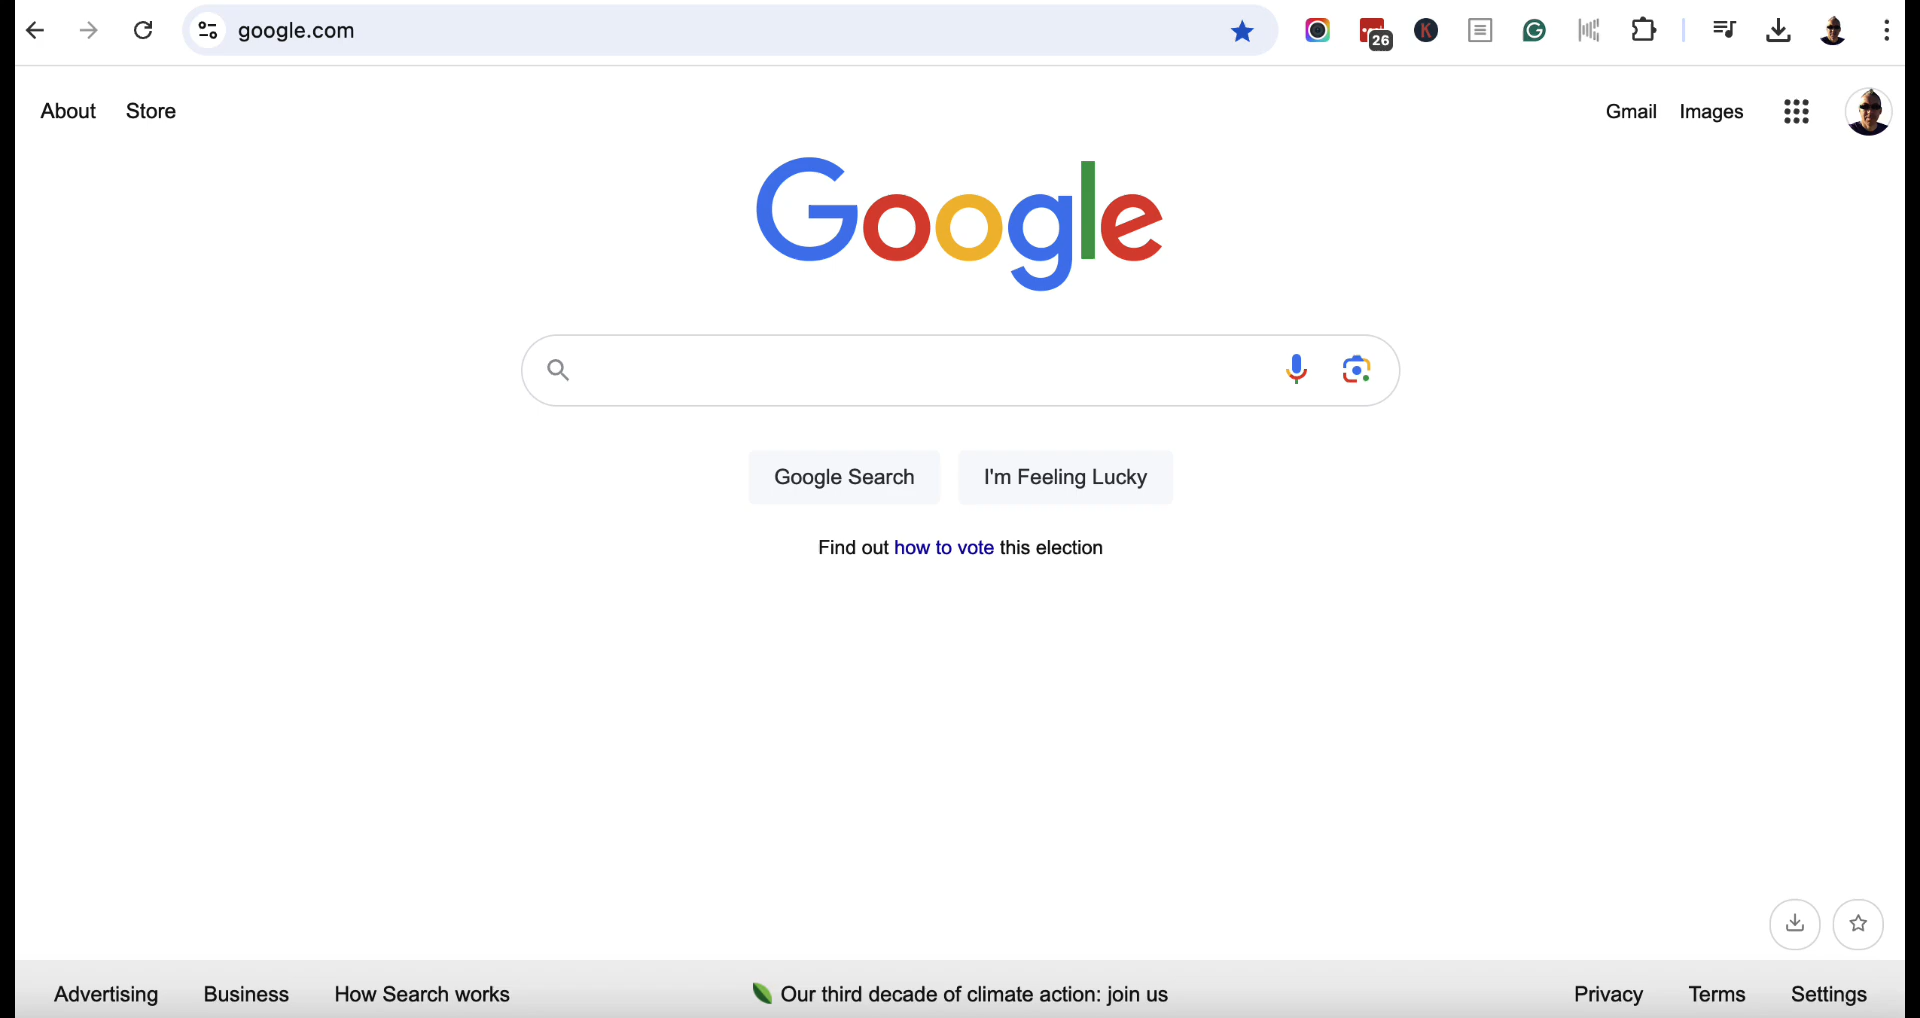 google.com
26
K
G
About Store
Gmail Images
Google
Google Search I'm Feeling Lucky
Find out how to vote this election
Advertising Business How Search works
Our third decade of climate action: join us
Privacy Terms Settings